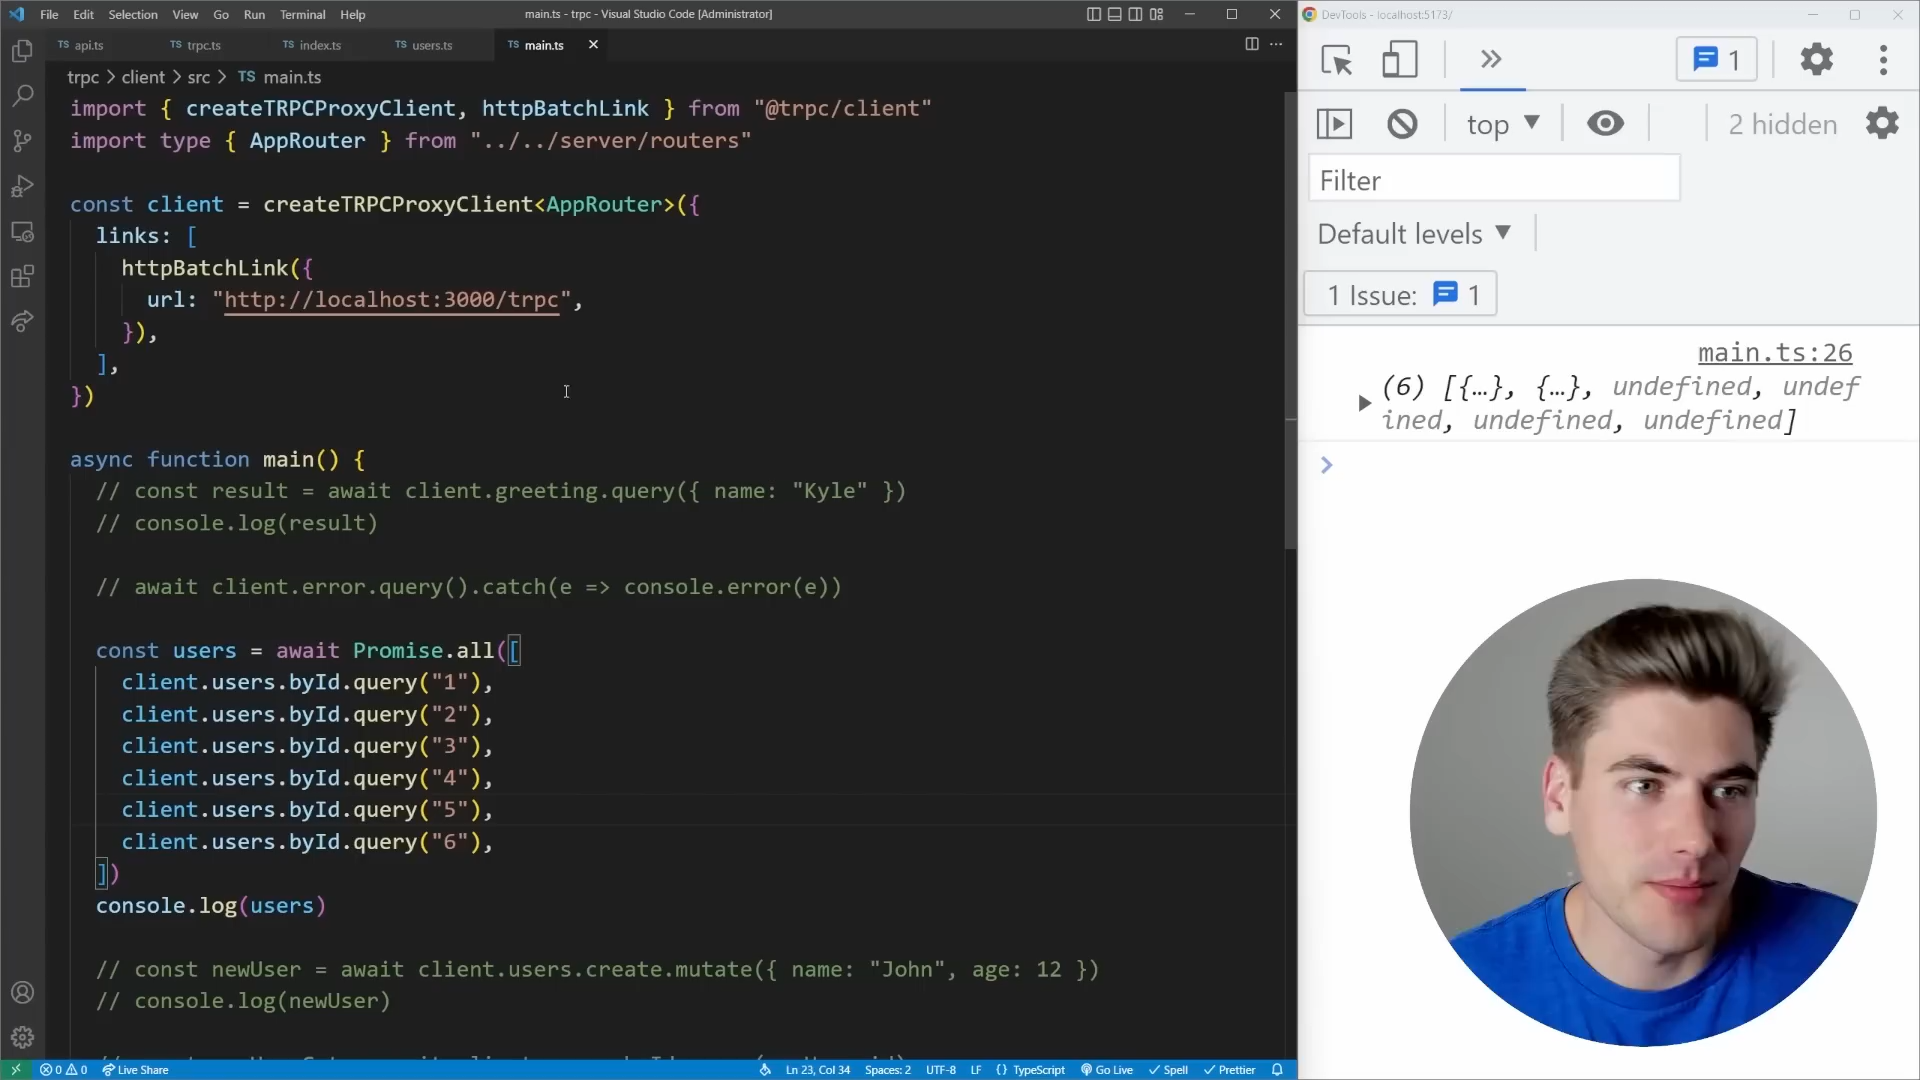 File Edit Selection View Go Run Terminal Help
main.ts - trpc - Visual Studio Code [Administrator]
TS api.ts TS trpc.ts TS index.ts TS users.ts TS main.ts
trpc > client > src > TS main.ts
import { createTRPCProxyClient, httpBatchLink } from "@trpc/client"
import type { AppRouter } from "../../server/routers"
const client = createTRPCProxyClient<AppRouter>({
links: [
httpBatchLink({
url: "http://localhost:3000/trpc",
}),
],
})
async function main() {
// const result = await client.greeting.query({ name: "Kyle" })
// console.log(result)
// await client.error.query().catch(e => console.error(e))
const users = await Promise.all([
client.users.byId.query("1"),
client.users.byId.query("2"),
client.users.byId.query("3"),
client.users.byId.query("4"),
client.users.byId.query("5"),
client.users.byId.query("6"),
])
console.log(users)
// const newUser = await client.users.create.mutate({ name: "John", age: 12 })
// console.log(newUser)
0 0 Live Share
Ln 23, Col 34 Spaces: 2 UTF-8 LF {} TypeScript Go Live Spell Prettier
DevTools - localhost:5173/
1
top 2 hidden
Filter
Default levels
1 Issue: 1
main.ts:26
(6) [{…}, {…}, undefined, undef
ined, undefined, undefined]